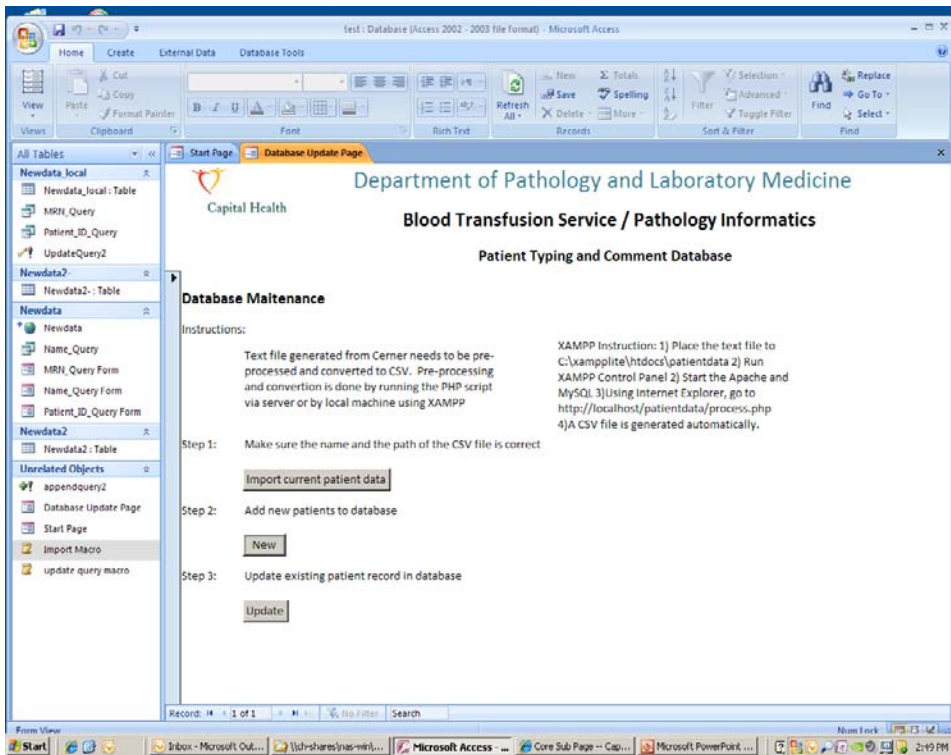 test : Database (Access 2002 - 2003 file format) - Microsoft Access
Home Create External Data Database Tools
View
Views
Paste
Cut
Copy
Format Painter
Clipboard
B I U
Font
Rich Text
Refresh All
New
Save
Delete
Totals
Spelling
More
Records
Filter
Selection
Advanced
Toggle Filter
Sort & Filter
Find
Replace
Go To
Select
Find
All Tables
Newdata_local
Newdata_local : Table
MRN_Query
Patient_ID_Query
UpdateQuery2
Newdata2-
Newdata2- : Table
Newdata
Newdata
Name_Query
MRN_Query Form
Name_Query Form
Patient_ID_Query Form
Newdata2
Newdata2 : Table
Unrelated Objects
appendquery2
Database Update Page
Start Page
Import Macro
update query macro
Start Page Database Update Page
Capital Health
Department of Pathology and Laboratory Medicine
Blood Transfusion Service / Pathology Informatics
Patient Typing and Comment Database
Database Maitenance
Instructions:
Text file generated from Cerner needs to be pre-
processed and converted to CSV. Pre-processing
and convertion is done by running the PHP script
via server or by local machine using XAMPP
XAMPP Instruction: 1) Place the text file to
C:\xampplite\htdocs\patientdata 2) Run
XAMPP Control Panel 2) Start the Apache and
MySQL 3)Using Internet Explorer, go to
http://localhost/patientdata/process.php
4)A CSV file is generated automatically.
Step 1: Make sure the name and the path of the CSV file is correct
Import current patient data
Step 2: Add new patients to database
New
Step 3: Update existing patient record in database
Update
Record: 1 of 1 No Filter Search
Form View Num Lock
Start Inbox - Microsoft Out... \\ch-shares\nas-win\... Microsoft Access - ... Core Sub Page -- Cap... Microsoft PowerPoint ... 2:49 PM